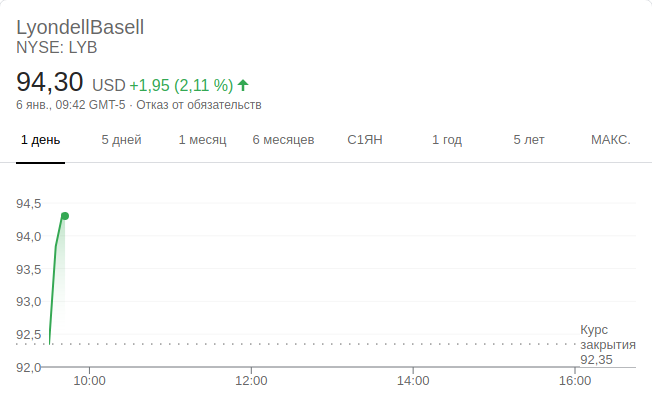 LyondellBasell
NYSE: LYB
94,30 USD +1,95 (2,11 %)
6 янв., 09:42 GMT-5 · Отказ от обязательств
1 день 5 дней 1 месяц 6 месяцев С1ЯН 1 год 5 лет МАКС.
94,5
94,0
93,5
93,0
92,5
92,0
Курс
закрытия
92,35
10:00 12:00 14:00 16:00